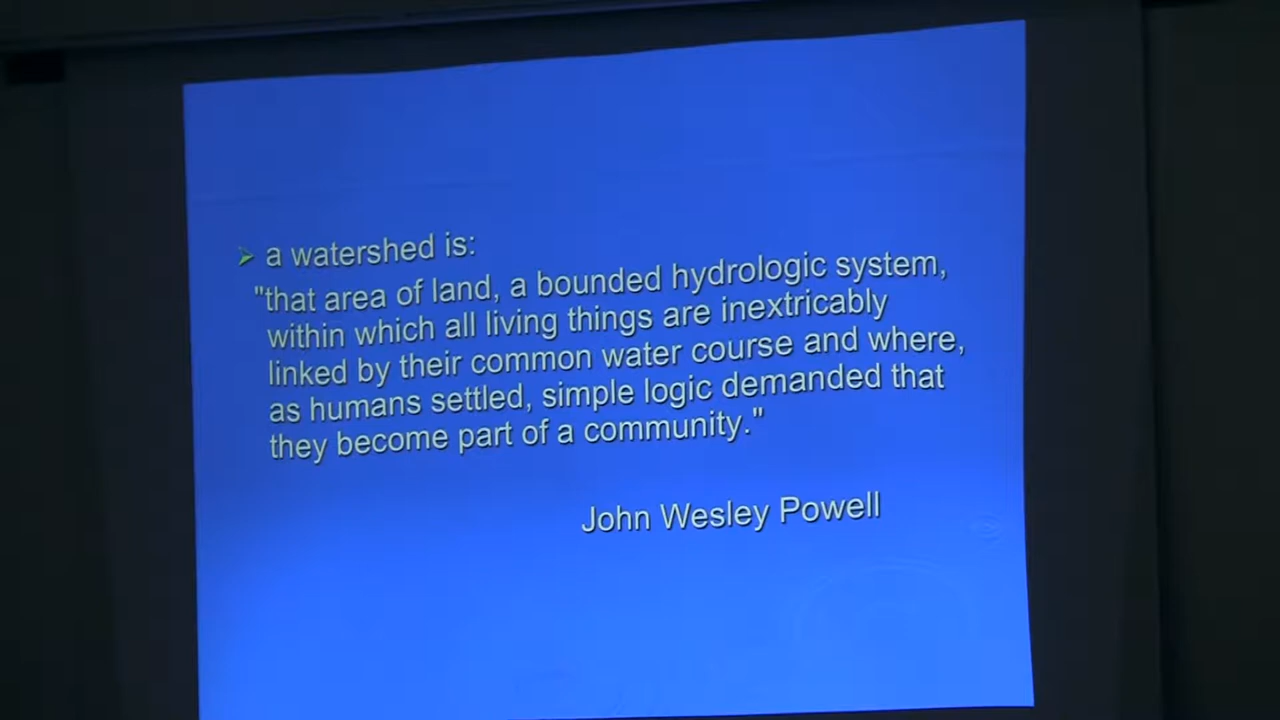 a watershed is:
"that area of land, a bounded hydrologic system,
within which all living things are inextricably
linked by their common water course and where,
as humans settled, simple logic demanded that
they become part of a community."
John Wesley Powell